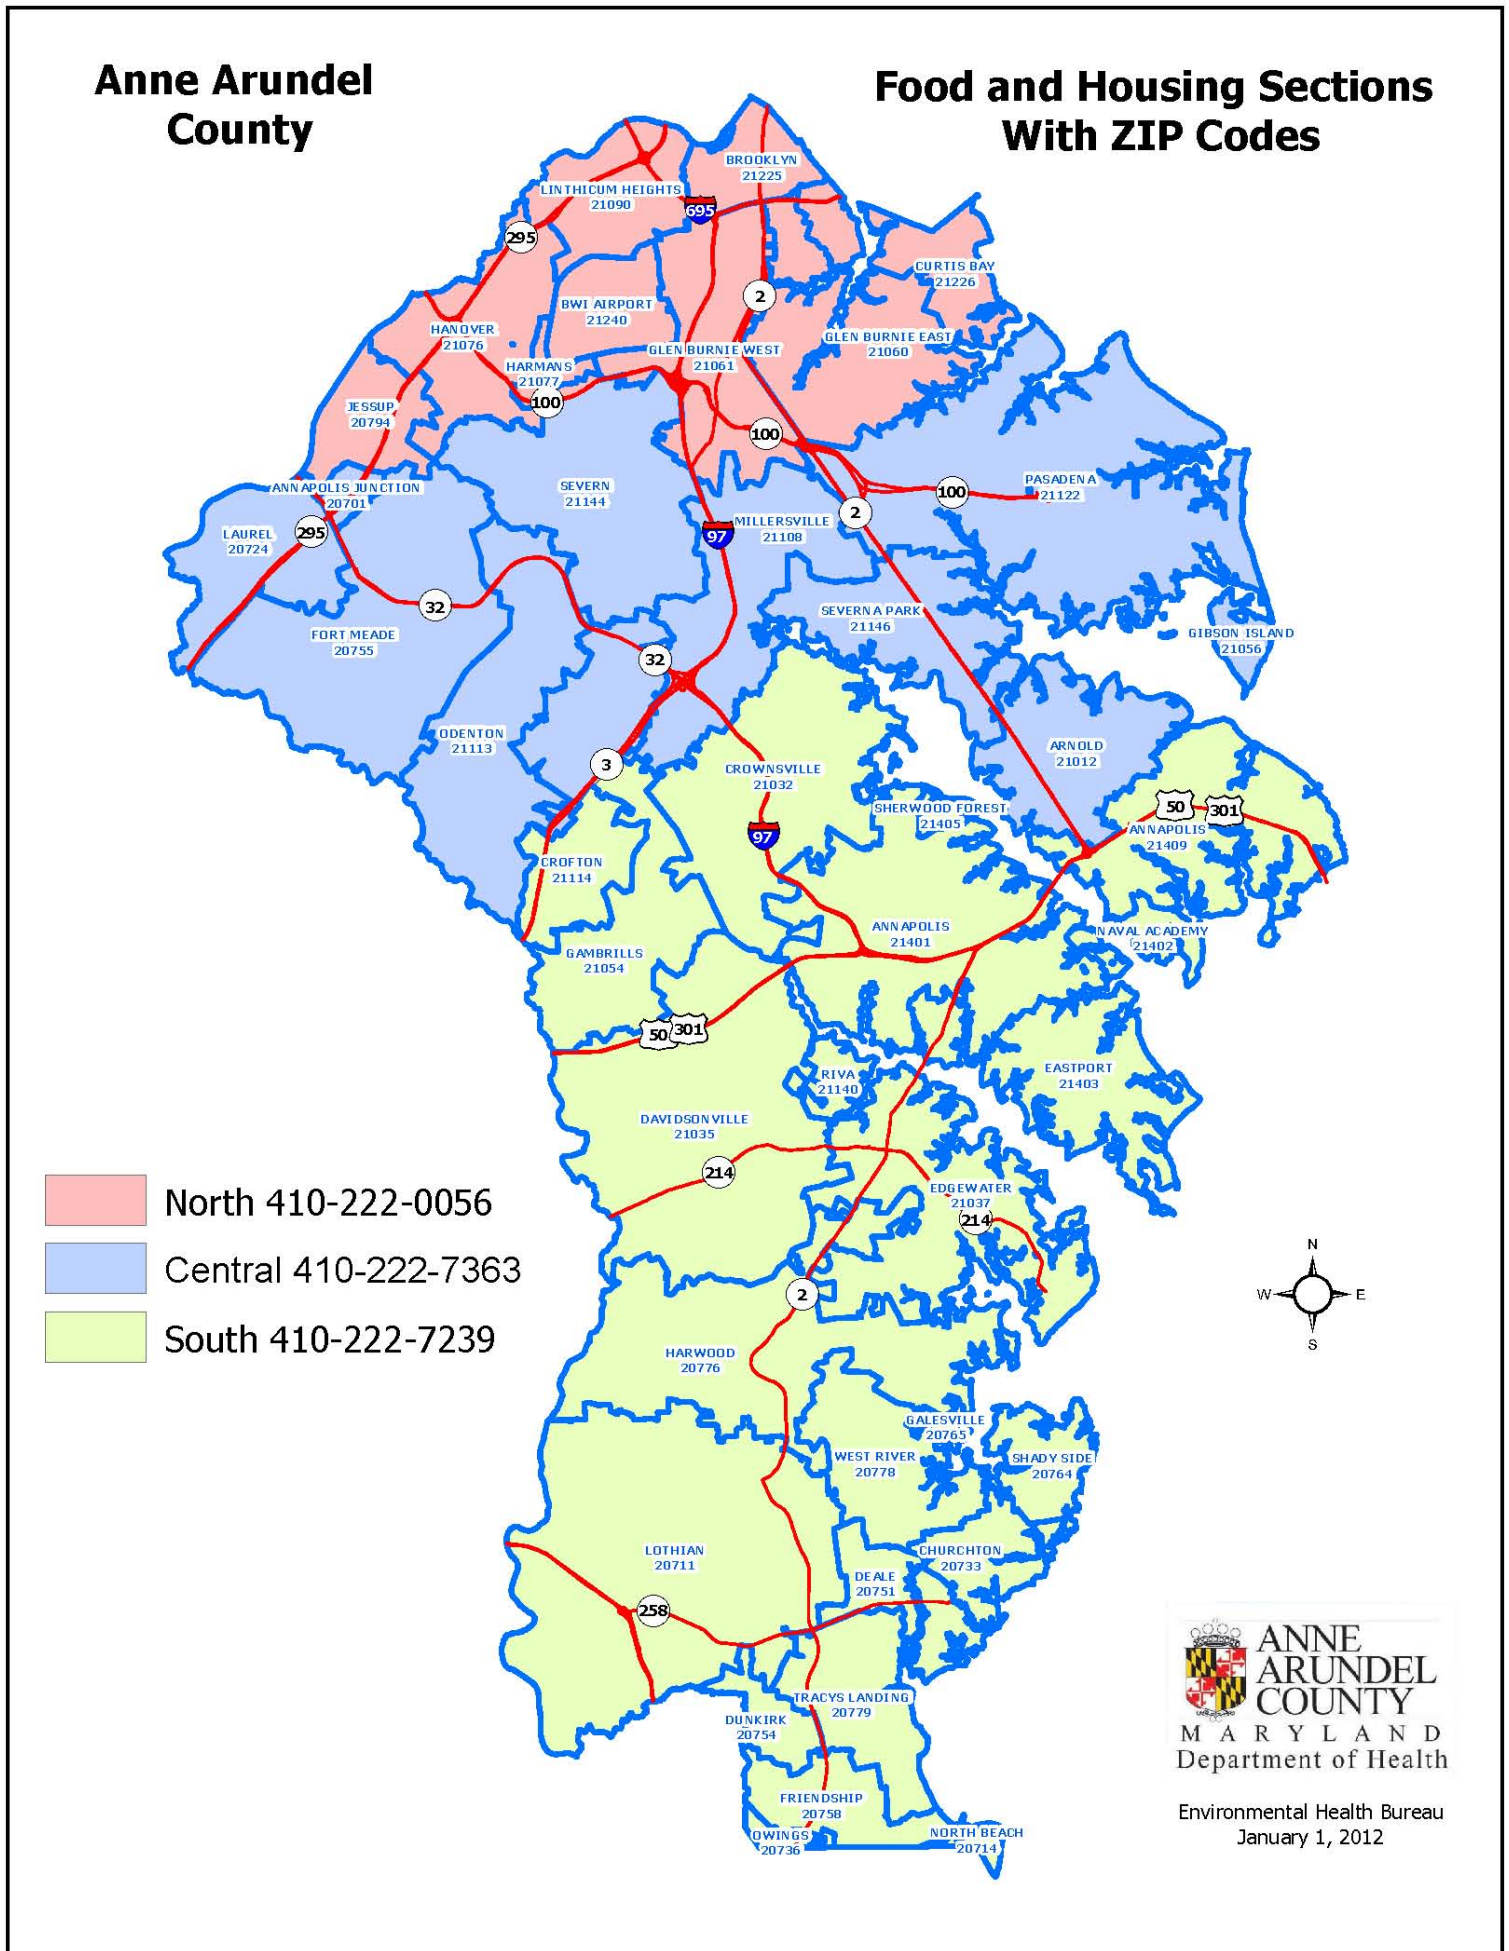 Anne Arundel
County
Food and Housing Sections
With ZIP Codes
BROOKLYN
21225
LINTHICUM HEIGHTS
21090
695
295
CURTIS BAY
21226
2
BWI AIRPORT
21240
HANOVER
21076
GLEN BURNIE EAST
21060
GLEN BURNIE WEST
21061
HARMANS
21077
100
JESSUP
20794
100
ANNAPOLIS JUNCTION
20701
SEVERN
21144
PASADENA
21122
100
2
MILLERSVILLE
21108
97
LAUREL
20724
295
32
SEVERNA PARK
21146
FORT MEADE
20755
GIBSON ISLAND
21056
32
ODENTON
21113
ARNOLD
21012
3
CROWNSVILLE
21032
SHERWOOD FOREST
21405
50
301
ANNAPOLIS
21409
97
CROFTON
21114
ANNAPOLIS
21401
NAVAL ACADEMY
21402
GAMBRILLS
21054
50
301
RIVA
21140
EASTPORT
21403
DAVIDSONVILLE
21035
214
EDGEWATER
21037
214
North 410-222-0056
Central 410-222-7363
South 410-222-7239
N
W
E
S
2
HARWOOD
20776
GALESVILLE
20765
WEST RIVER
20778
SHADY SIDE
20764
LOTHIAN
20711
CHURCHTON
20733
DEALE
20751
258
TRACYS LANDING
20779
DUNKIRK
20754
FRIENDSHIP
20758
OWINGS
20736
NORTH BEACH
20714
ANNE
ARUNDEL
COUNTY
MARYLAND
Department of Health
Environmental Health Bureau
January 1, 2012